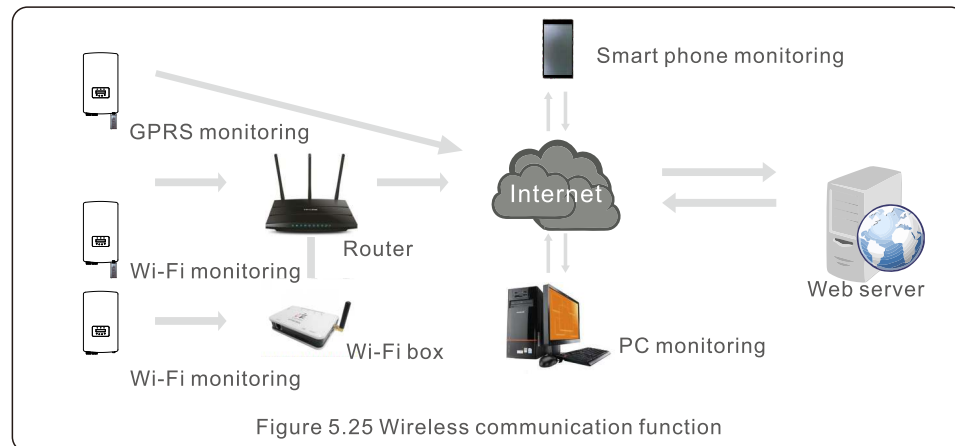 Smart phone monitoring
GPRS monitoring
Internet
Router
Wi-Fi monitoring
Web server
Wi-Fi box
PC monitoring
Wi-Fi monitoring
Figure 5.25 Wireless communication function